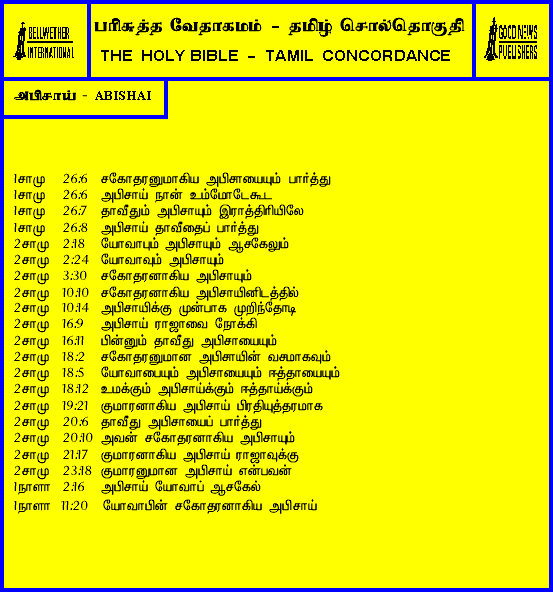 BELLWETHER
INTERNATIONAL
பரிசுத்த வேதாகமம் - தமிழ் சொல்தொகுதி
THE HOLY BIBLE - TAMIL CONCORDANCE
GOOD NEWS
PUBLISHERS
அபிசாய் - ABISHAI
1சாமு 26:6 சகோதரனுமாகிய அபிசாயையும் பார்த்து
1சாமு 26:6 அபிசாய் நான் உம்மோடேகூட
1சாமு 26:7 தாவீதும் அபிசாயும் இராத்திரியிலே
1சாமு 26:8 அபிசாய் தாவீதைப் பார்த்து
2சாமு 2:18 யோவாபும் அபிசாயும் ஆசகேலும்
2சாமு 2:24 யோவாவும் அபிசாயும்
2சாமு 3:30 சகோதரனாகிய அபிசாயும்
2சாமு 10:10 சகோதரனாகிய அபிசாயினிடத்தில்
2சாமு 10:14 அபிசாயிக்கு முன்பாக முறிந்தோடி
2சாமு 16:9 அபிசாய் ராஜாவை நோக்கி
2சாமு 16:11 பின்னும் தாவீது அபிசாயையும்
2சாமு 18:2 சகோதரனுமான அபிசாயின் வசமாகவும்
2சாமு 18:5 யோவாபையும் அபிசாயையும் ஈத்தாயையும்
2சாமு 18:12 உமக்கும் அபிசாய்க்கும் ஈத்தாய்க்கும்
2சாமு 19:21 குமாரனாகிய அபிசாய் பிரதியுத்தரமாக
2சாமு 20:6 தாவீது அபிசாயைப் பார்த்து
2சாமு 20:10 அவன் சகோதரனாகிய அபிசாயும்
2சாமு 21:17 குமாரனாகிய அபிசாய் ராஜாவுக்கு
2சாமு 23:18 குமாரனுமான அபிசாய் என்பவன்
1நாளா 2:16 அபிசாய் யோவாப் ஆசகேல்
1நாளா 11:20 யோவாபின் சகோதரனாகிய அபிசாய்